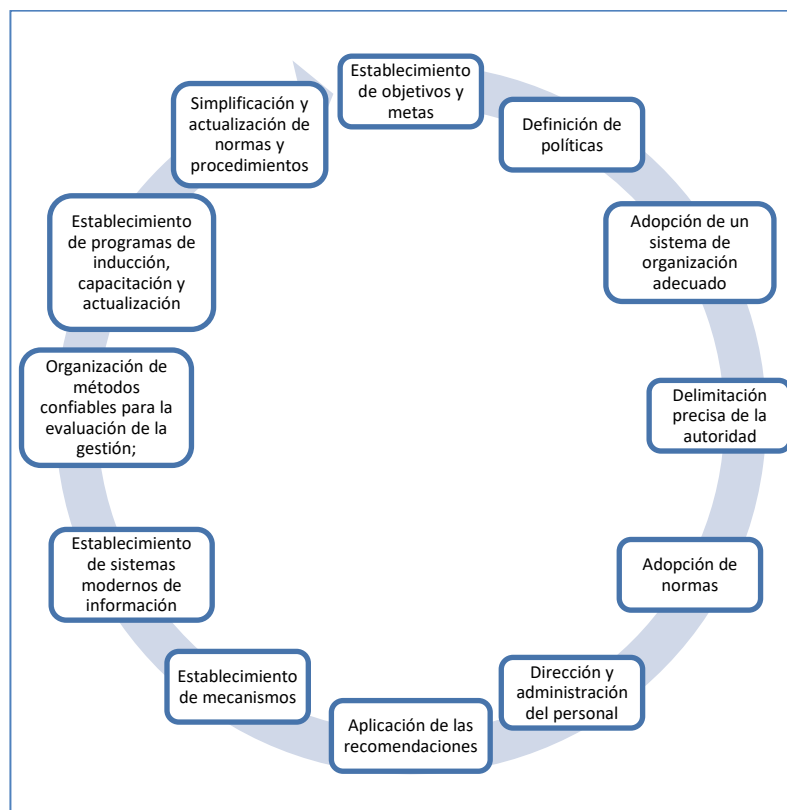 Establecimiento
de objetivos y
metas
Definición de
políticas
Adopción de un
sistema de
organización
adecuado
Delimitación
precisa de la
autoridad
Adopción de
normas
Dirección y
administración
del personal
Aplicación de las
recomendaciones
Establecimiento
de mecanismos
Establecimiento
de sistemas
modernos de
información
Organización de
métodos
confiables para la
evaluación de la
gestión;
Establecimiento
de programas de
inducción,
capacitación y
actualización
Simplificación y
actualización de
normas y
procedimientos